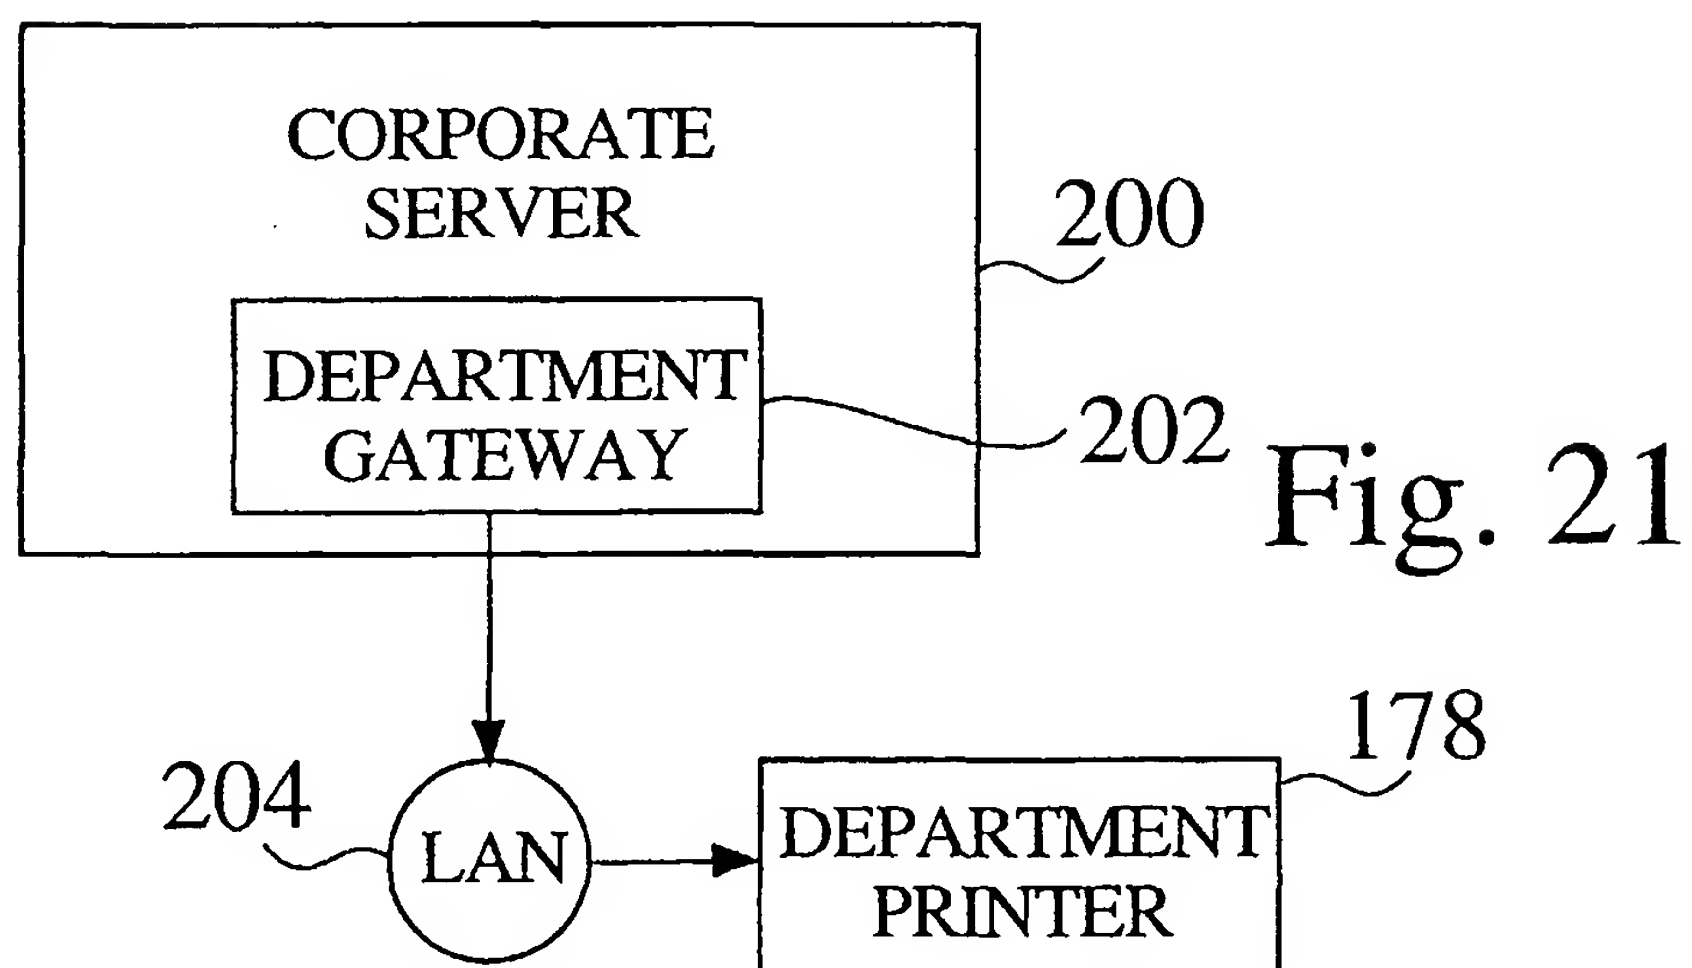 CORPORATE
SERVER
200
DEPARTMENT
GATEWAY
202
Fig. 21
204
LAN
178
DEPARTMENT
PRINTER